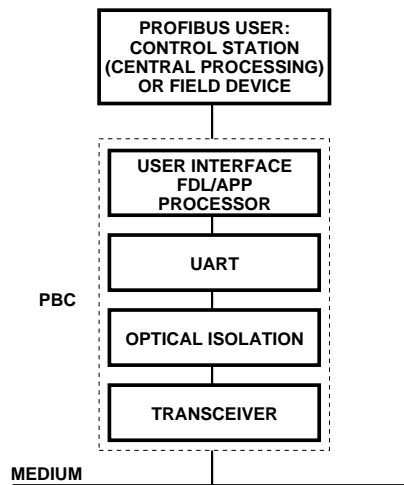 PROFIBUS USER:
CONTROL STATION
(CENTRAL PROCESSING)
OR FIELD DEVICE
USER INTERFACE
FDL/APP
PROCESSOR
UART
PBC
OPTICAL ISOLATION
TRANSCEIVER
MEDIUM